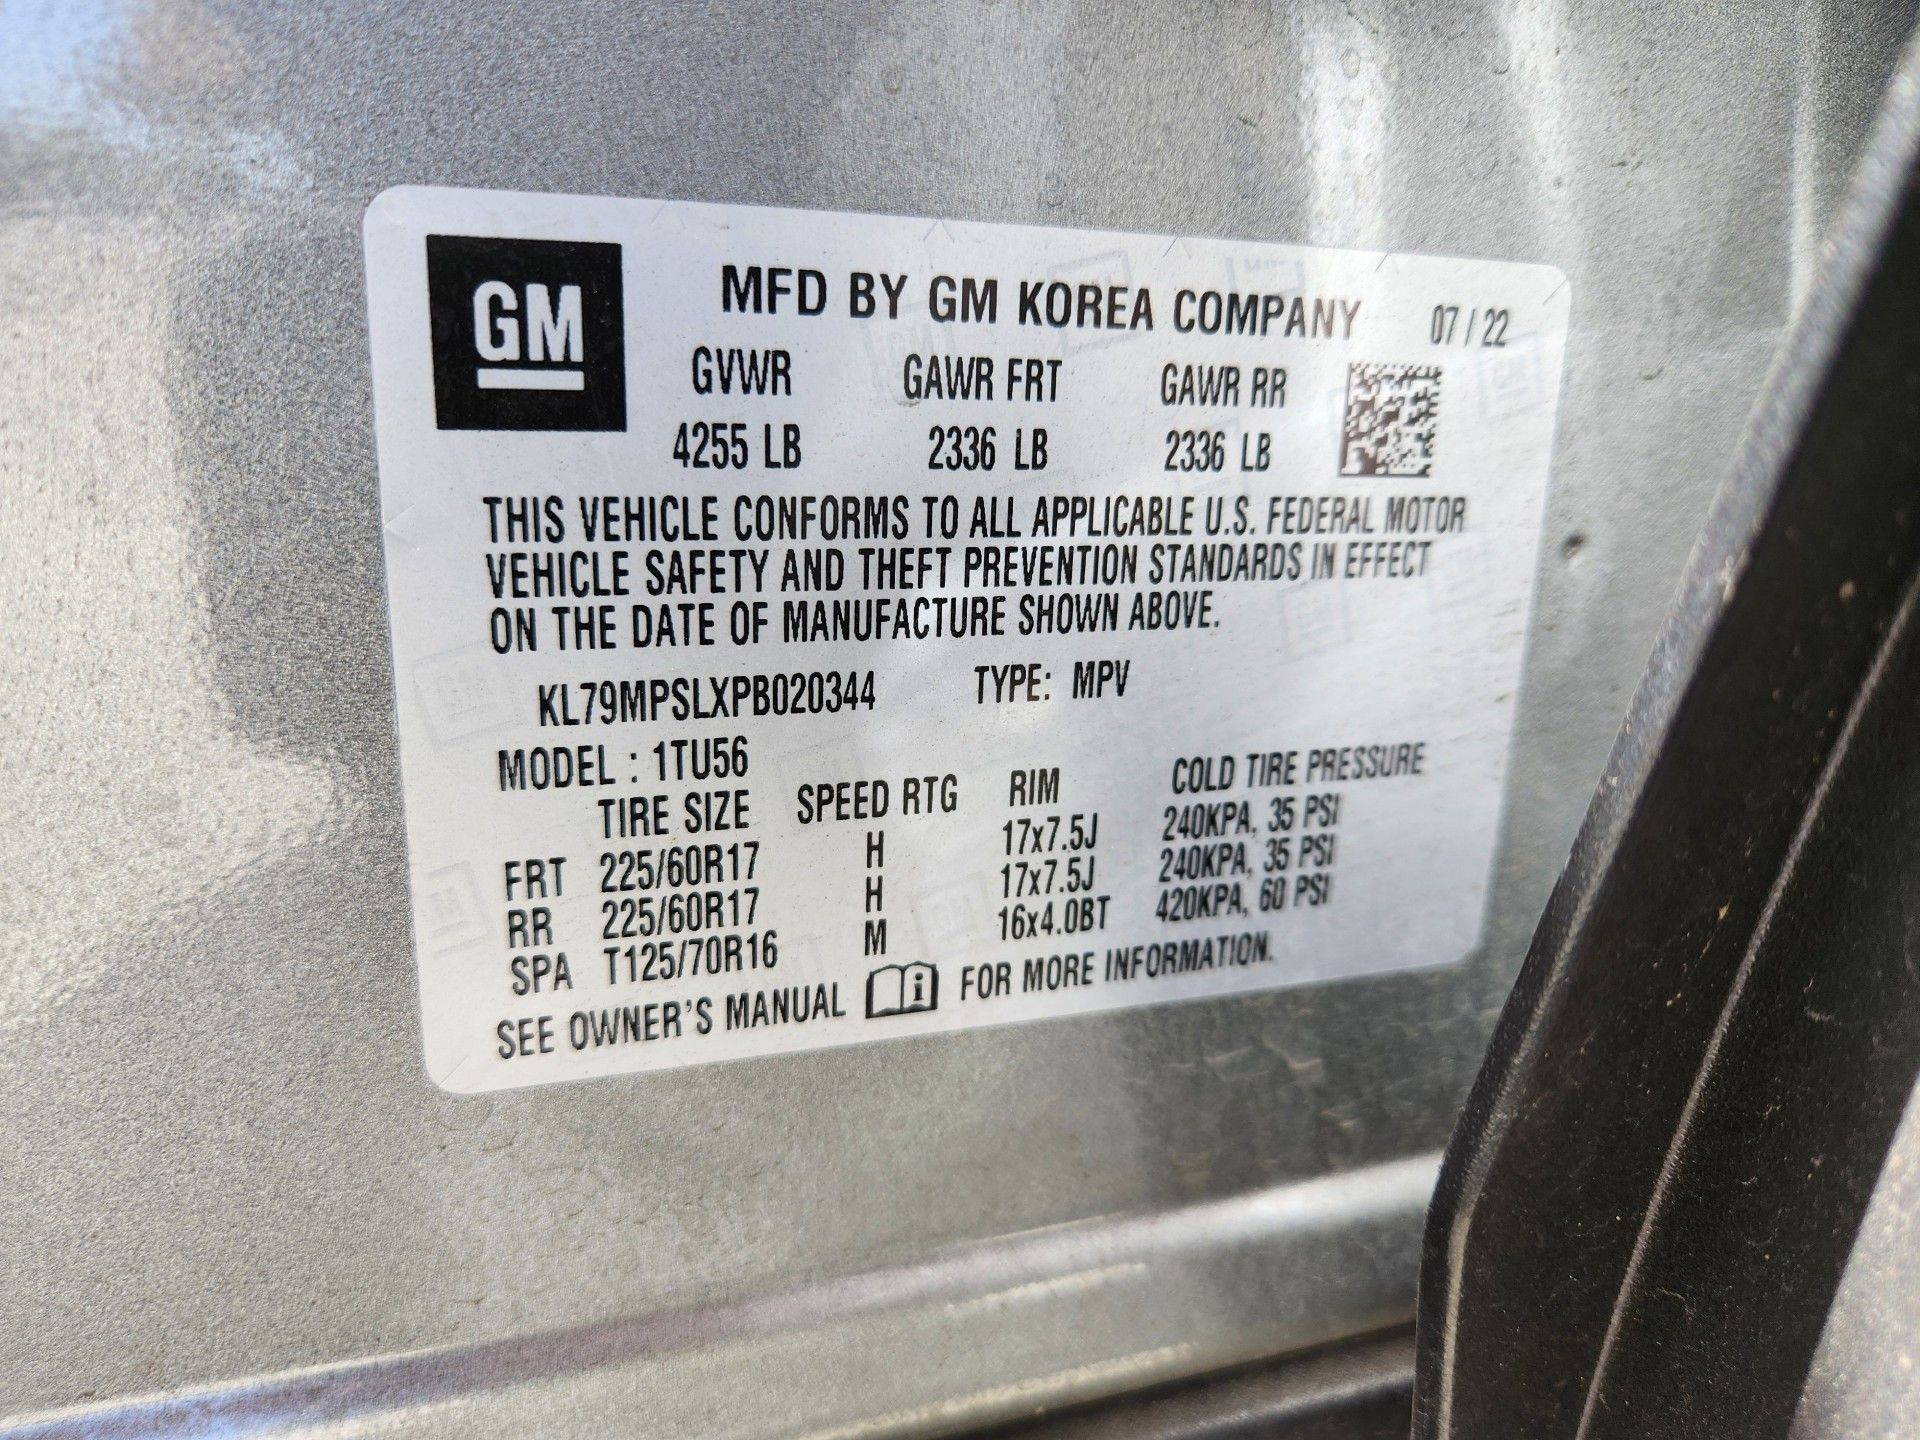 GM
MFD BY GM KOREA COMPANY 07 / 22
GVWR GAWR FRT GAWR RR
4255 LB 2336 LB 2336 LB
THIS VEHICLE CONFORMS TO ALL APPLICABLE U.S. FEDERAL MOTOR
VEHICLE SAFETY AND THEFT PREVENTION STANDARDS IN EFFECT
ON THE DATE OF MANUFACTURE SHOWN ABOVE.
KL79MPSLXPB020344 TYPE: MPV
MODEL : 1TU56
TIRE SIZE SPEED RTG RIM COLD TIRE PRESSURE
FRT 225/60R17 H 17x7.5J 240KPA, 35 PSI
RR 225/60R17 H 17x7.5J 240KPA, 35 PSI
SPA T125/70R16 M 16x4.0BT 420KPA, 60 PSI
SEE OWNER'S MANUAL i FOR MORE INFORMATION.